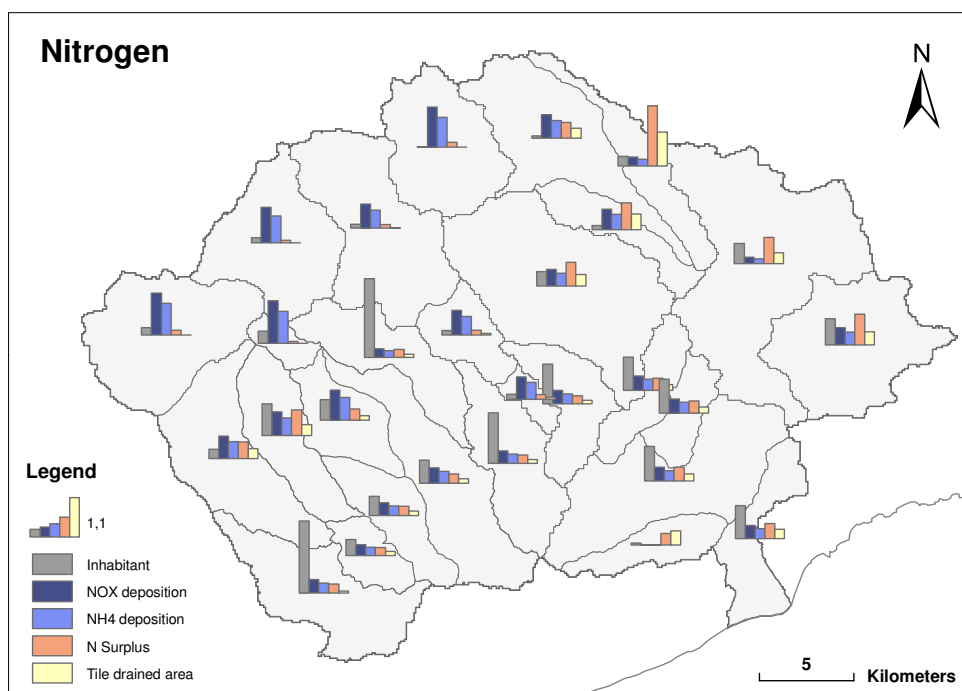 Nitrogen
N
Legend
1,1
Inhabitant
NOX deposition
NH4 deposition
N Surplus
Tile drained area
5
Kilometers